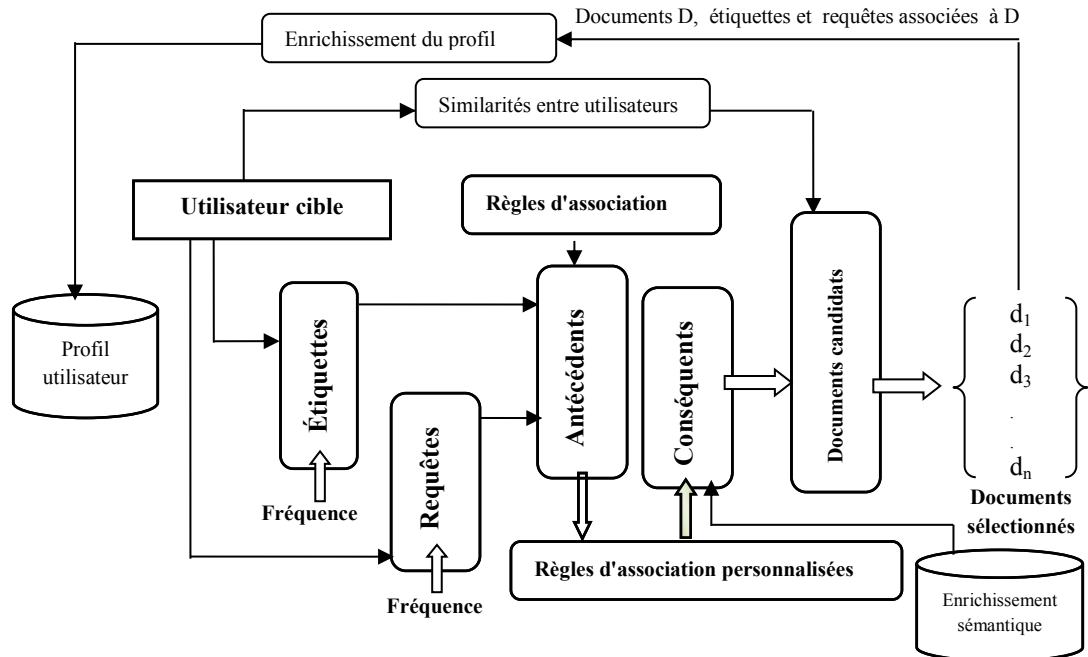 Documents D, étiquettes et requêtes associées à D
Enrichissement du profil
Similarités entre utilisateurs
Utilisateur cible
Règles d'association
Profil
utilisateur
Étiquettes
Fréquence
Requêtes
Fréquence
Antécédents
Conséquents
Documents candidats
d1
d2
d3
.
.
dn
Documents
sélectionnés
Règles d'association personnalisées
Enrichissement
sémantique